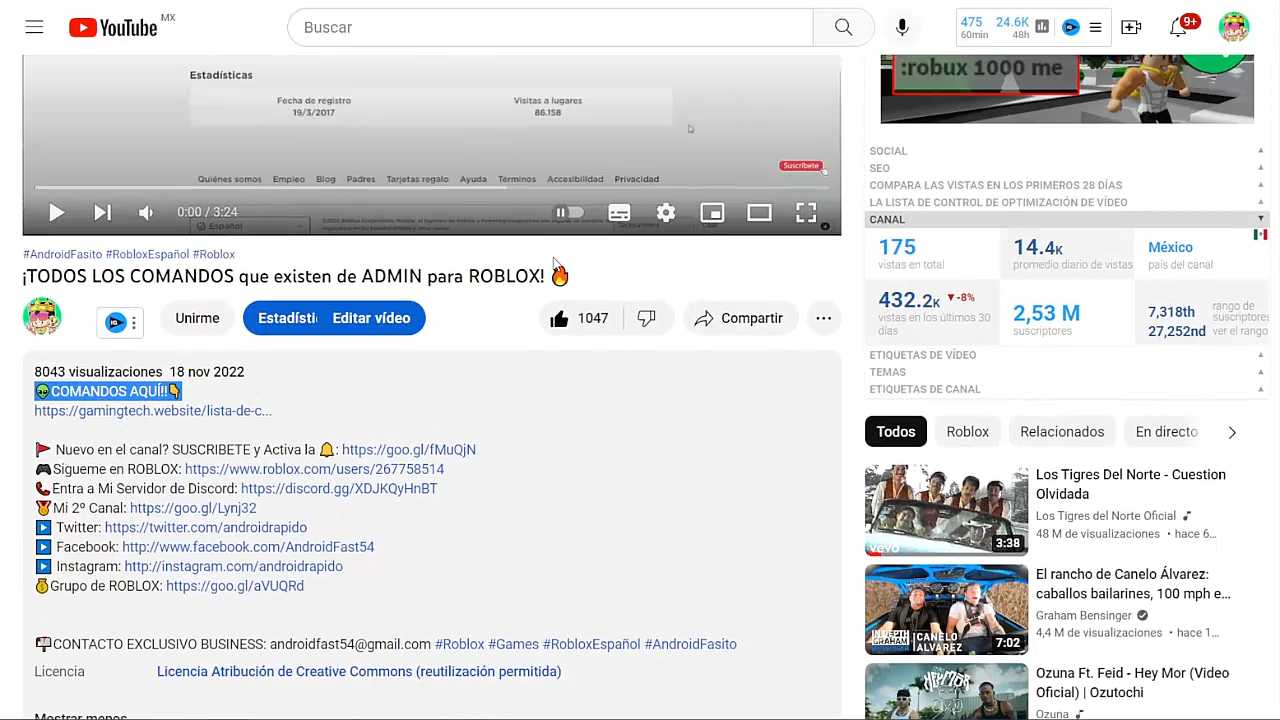 YouTube MX
Buscar
475
60min
24.6K
48h
9+
Estadísticas
Fecha de registro
19/3/2017
Visitas a lugares
86.158
Suscríbete
Quiénes somos Empleo Blog Padres Tarjetas regalo Ayuda Términos Accesibilidad Privacidad
0:00 / 3:24
Español
:robux 1000 me
#AndroidFasito #RobloxEspañol #Roblox
¡TODOS LOS COMANDOS que existen de ADMIN para ROBLOX! 🔥
Unirme
Estadísti
Editar vídeo
1047
Compartir
8043 visualizaciones 18 nov 2022
👽COMANDOS AQUÍ!!👇
https://gamingtech.website/lista-de-c...
🚩 Nuevo en el canal? SUSCRIBETE y Activa la 🔔: https://goo.gl/fMuQjN
🎮Sigueme en ROBLOX: https://www.roblox.com/users/267758514
📞Entra a Mi Servidor de Discord: https://discord.gg/XDJKQyHnBT
🏅Mi 2º Canal: https://goo.gl/Lynj32
▶️ Twitter: https://twitter.com/androidrapido
▶️ Facebook: http://www.facebook.com/AndroidFast54
▶️ Instagram: http://instagram.com/androidrapido
💰Grupo de ROBLOX: https://goo.gl/aVUQRd
📭CONTACTO EXCLUSIVO BUSINESS: androidfast54@gmail.com #Roblox #Games #RobloxEspañol #AndroidFasito
Licencia Licencia Atribución de Creative Commons (reutilización permitida)
Mostrar menos
SOCIAL
SEO
COMPARA LAS VISTAS EN LOS PRIMEROS 28 DÍAS
LA LISTA DE CONTROL DE OPTIMIZACIÓN DE VÍDEO
CANAL
175
vistas en total
14.4K
promedio diario de vistas
México
país del canal
432.2K ▼-8%
vistas en los últimos 30
días
2,53 M
suscriptores
7,318th
27,252nd
rango de
suscriptores
ver el rango
ETIQUETAS DE VÍDEO
TEMAS
ETIQUETAS DE CANAL
Todos
Roblox
Relacionados
En directo
vevo
3:38
Los Tigres Del Norte - Cuestion
Olvidada
Los Tigres del Norte Oficial
48 M de visualizaciones • hace 6...
IN DEPTH
GRAHAM
BENSINGER
CANELO
ALVAREZ
7:02
El rancho de Canelo Álvarez:
caballos bailarines, 100 mph e...
Graham Bensinger
4,4 M de visualizaciones • hace 1...
HEY MOR
Ozuna Ft. Feid - Hey Mor (Video
Oficial) | Ozutochi
Ozuna